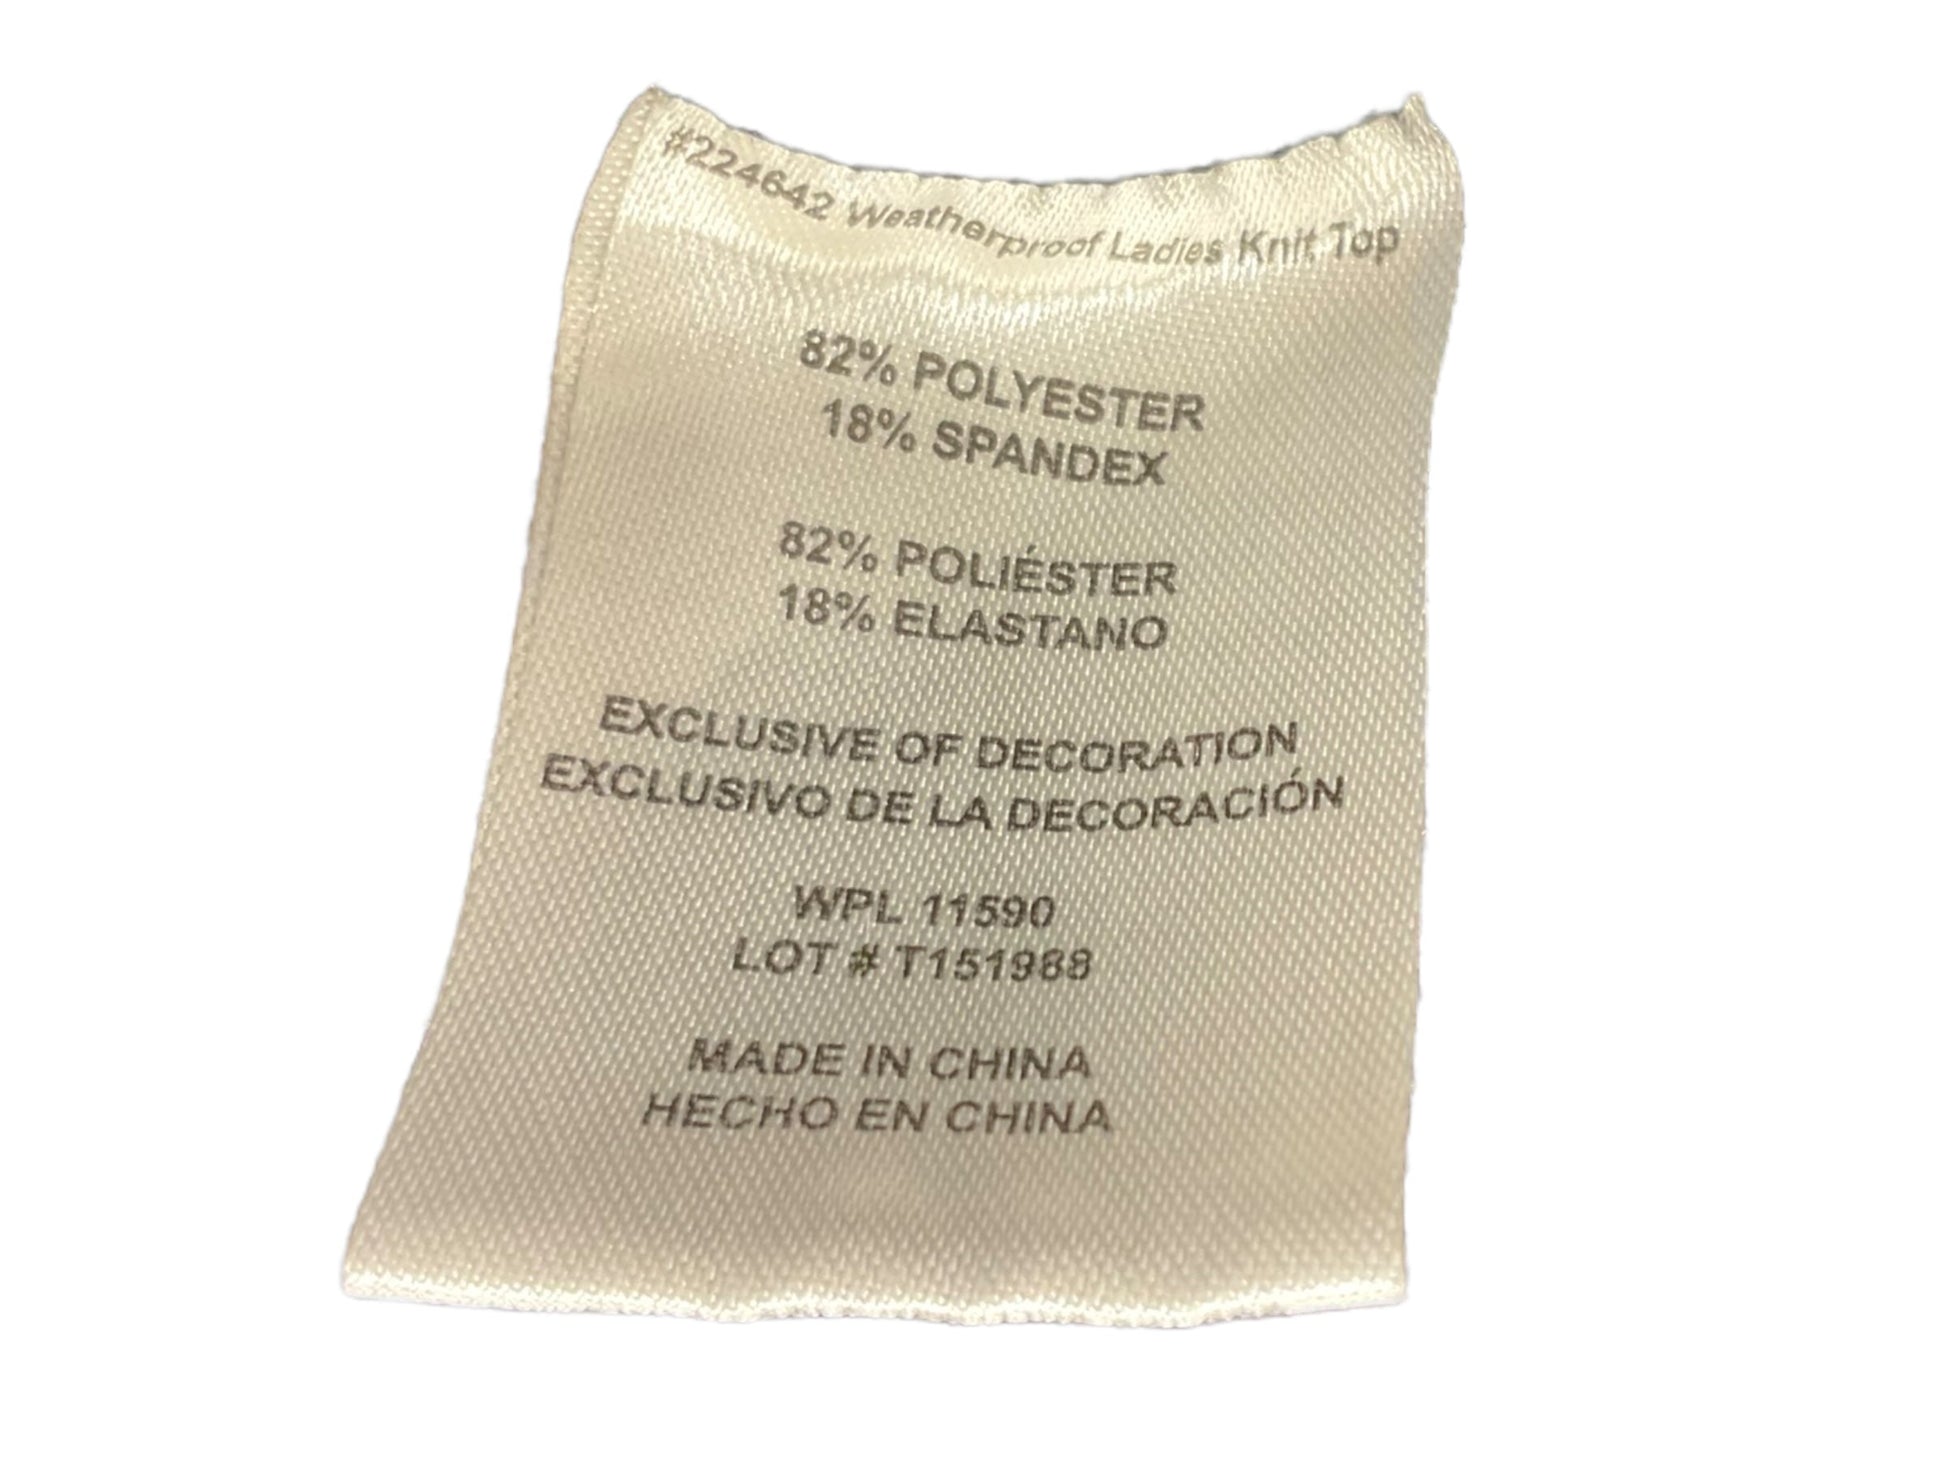 #224642 Weatherproof Ladies Knit Top
82% POLYESTER
18% SPANDEX
82% POLIÉSTER
18% ELASTANO
EXCLUSIVE OF DECORATION
EXCLUSIVO DE LA DECORACIÓN
WPL 11590
LOT # T151988
MADE IN CHINA
HECHO EN CHINA